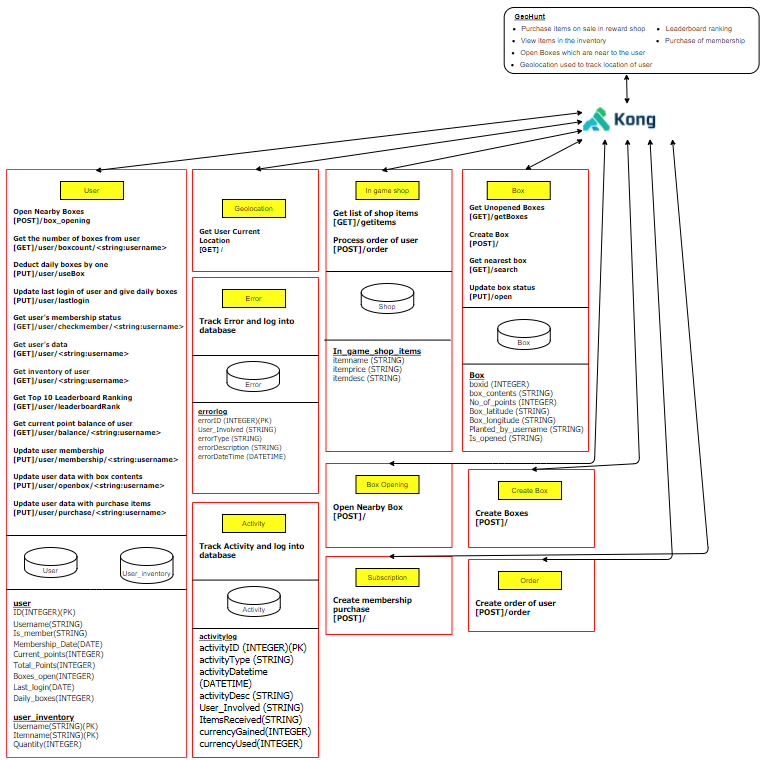 GeoHunt
Purchase items on sale in reward shop
View items in the inventory
Open Boxes which are near to the user
Geolocation used to track location of user
Leaderboard ranking
Purchase of membership
Kong
User
Open Nearby Boxes
[POST]/box_opening
Get the number of boxes from user
[GET]/user/boxcount/<string:username>
Deduct daily boxes by one
[PUT]/user/useBox
Update last login of user and give daily boxes
[PUT]/user/lastlogin
Get user's membership status
[GET]/user/checkmember/<string:username>
Get user's data
[GET]/user/<string:username>
Get inventory of user
[GET]/user/<string:username>
Get Top 10 Leaderboard Ranking
[GET]/user/leaderboardRank
Get current point balance of user
[GET]/user/balance/<string:username>
Update user membership
[PUT]/user/membership/<string:username>
Update user data with box contents
[PUT]/user/openbox/<string:username>
Update user data with purchase items
[PUT]/user/purchase/<string:username>
User
User_inventory
user
ID(INTEGER)(PK)
Username(STRING)
Is_member(STRING)
Membership_Date(DATE)
Current_points(INTEGER)
Total_Points(INTEGER)
Boxes_open(INTEGER)
Last_login(DATE)
Daily_boxes(INTEGER)
user_inventory
Username(STRING)(PK)
Itemname(STRING)(PK)
Quantity(INTEGER)
Geolocation
Get User Current
Location
[GET] /
Error
Track Error and log into
database
Error
errorlog
errorID (INTEGER)(PK)
User_Involved (STRING)
errorType (STRING)
errorDescription (STRING)
errorDateTime (DATETIME)
Activity
Track Activity and log into
database
Activity
activitylog
activityID (INTEGER)(PK)
activityType (STRING)
activityDatetime
(DATETIME)
activityDesc (STRING)
User_Involved (STRING)
ItemsReceived(STRING)
currencyGained(INTEGER)
currencyUsed(INTEGER)
In game shop
Get list of shop items
[GET]/getitems
Process order of user
[POST]/order
Shop
In_game_shop_items
itemname (STRING)
itemprice (STRING)
itemdesc (STRING)
Box
Get Unopened Boxes
[GET]/getBoxes
Create Box
[POST]/
Get nearest box
[GET]/search
Update box status
[PUT]/open
Box
Box
boxid (INTEGER)
box_contents (STRING)
No_of_points (INTEGER)
Box_latitude (STRING)
Box_longitude (STRING)
Planted_by_username (STRING)
Is_opened (STRING)
Box Opening
Open Nearby Box
[POST]/
Create Box
Create Boxes
[POST]/
Subscription
Create membership
purchase
[POST]/
Order
Create order of user
[POST]/order